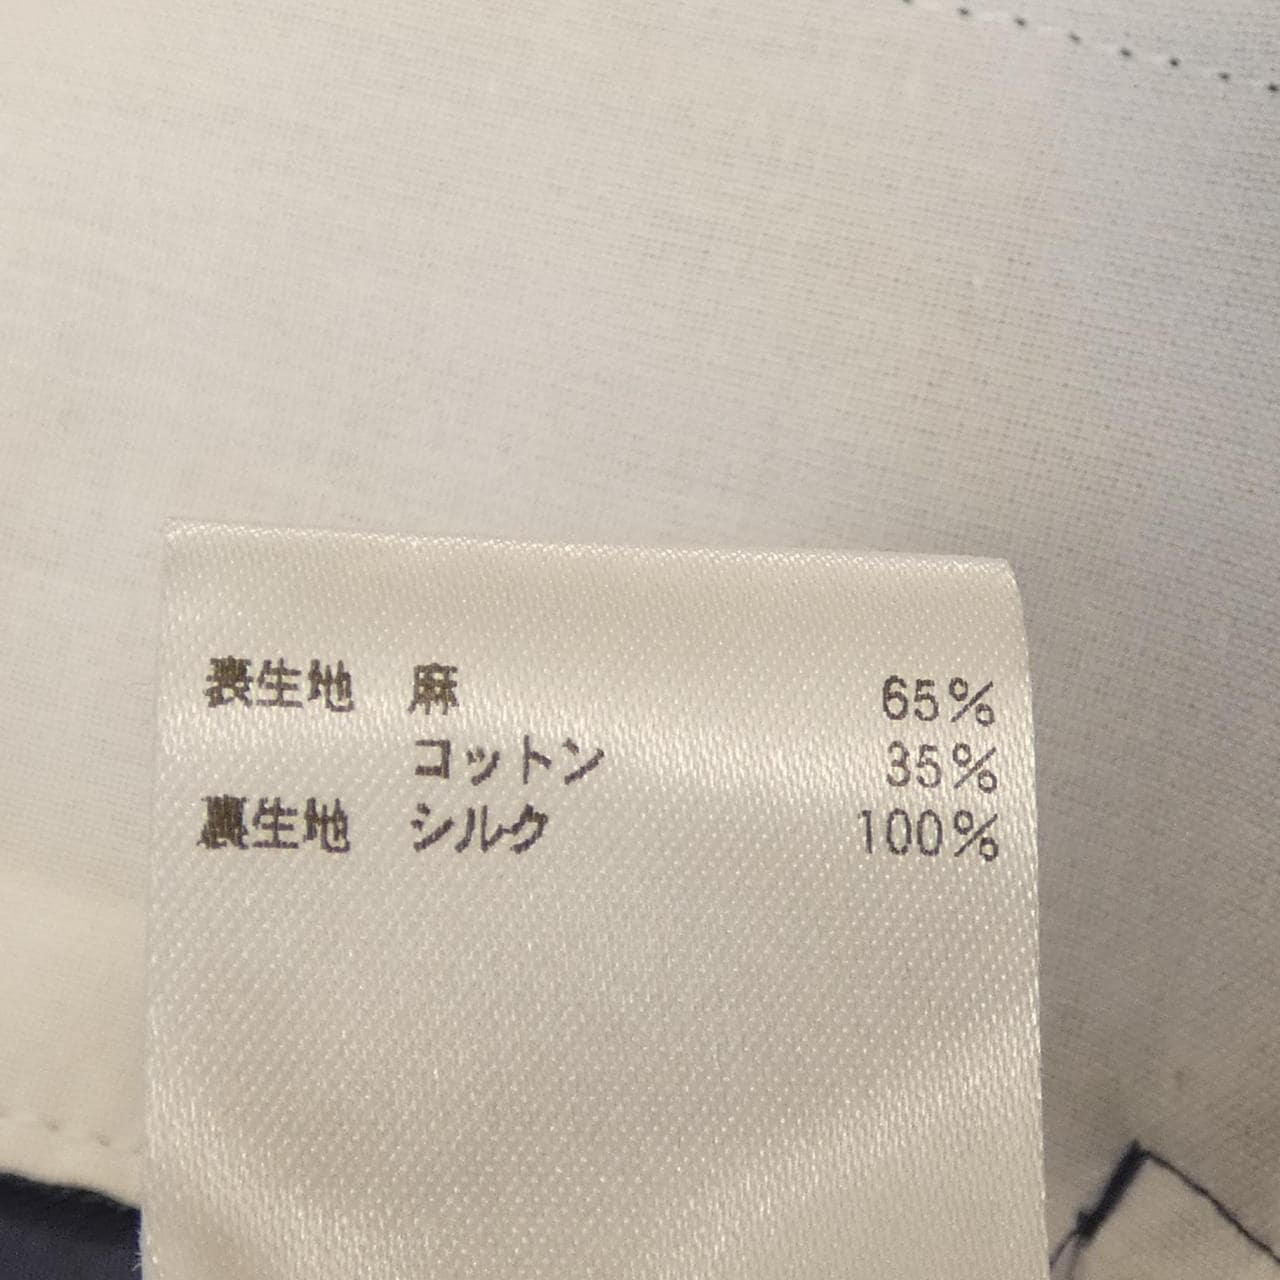 表生地 麻 65%
コットン 35%
裏生地 シルク 100%